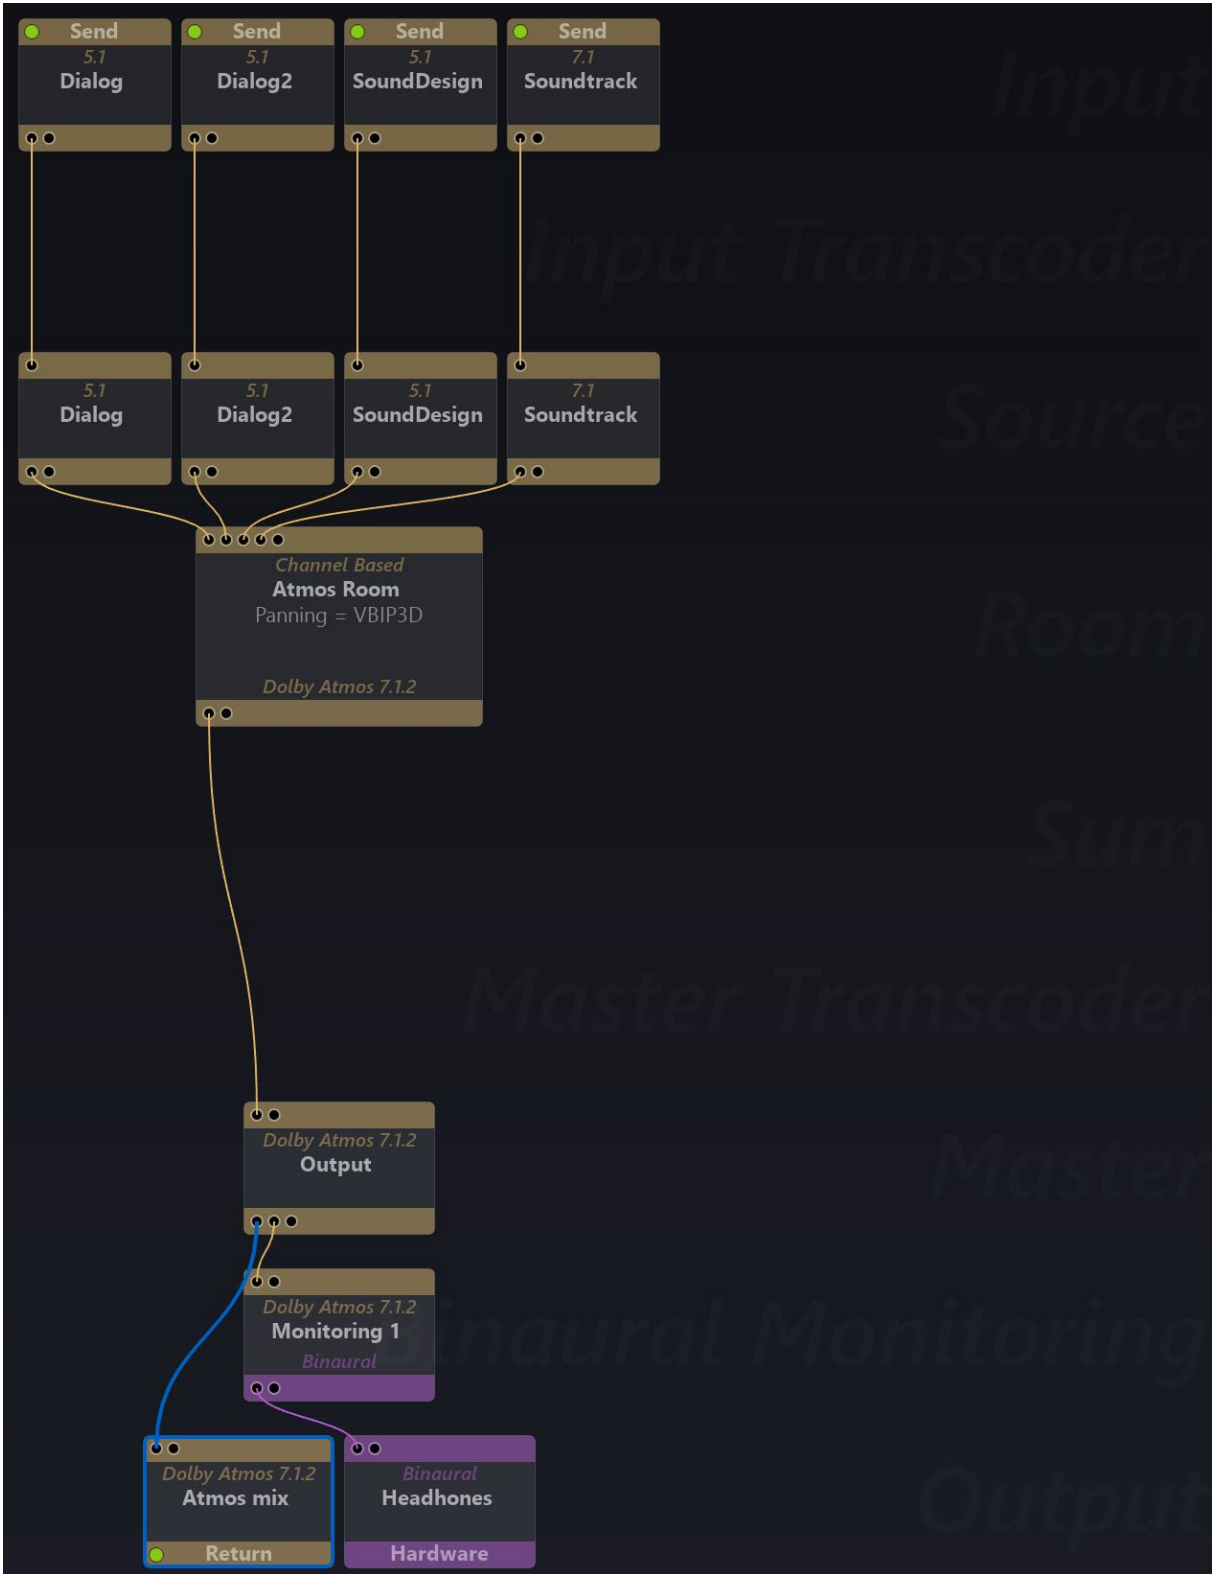 Send
5.1
Dialog
Send
5.1
Dialog2
Send
5.1
SoundDesign
Send
7.1
Soundtrack
Input
Input Transcoder
5.1
Dialog
5.1
Dialog2
5.1
SoundDesign
7.1
Soundtrack
Source
Channel Based
Atmos Room
Panning = VBIP3D
Dolby Atmos 7.1.2
Room
Sum
Master Transcoder
Dolby Atmos 7.1.2
Output
Master
Dolby Atmos 7.1.2
Monitoring 1
Binaural
Binaural Monitoring
Dolby Atmos 7.1.2
Atmos mix
Return
Binaural
Headhones
Hardware
Output